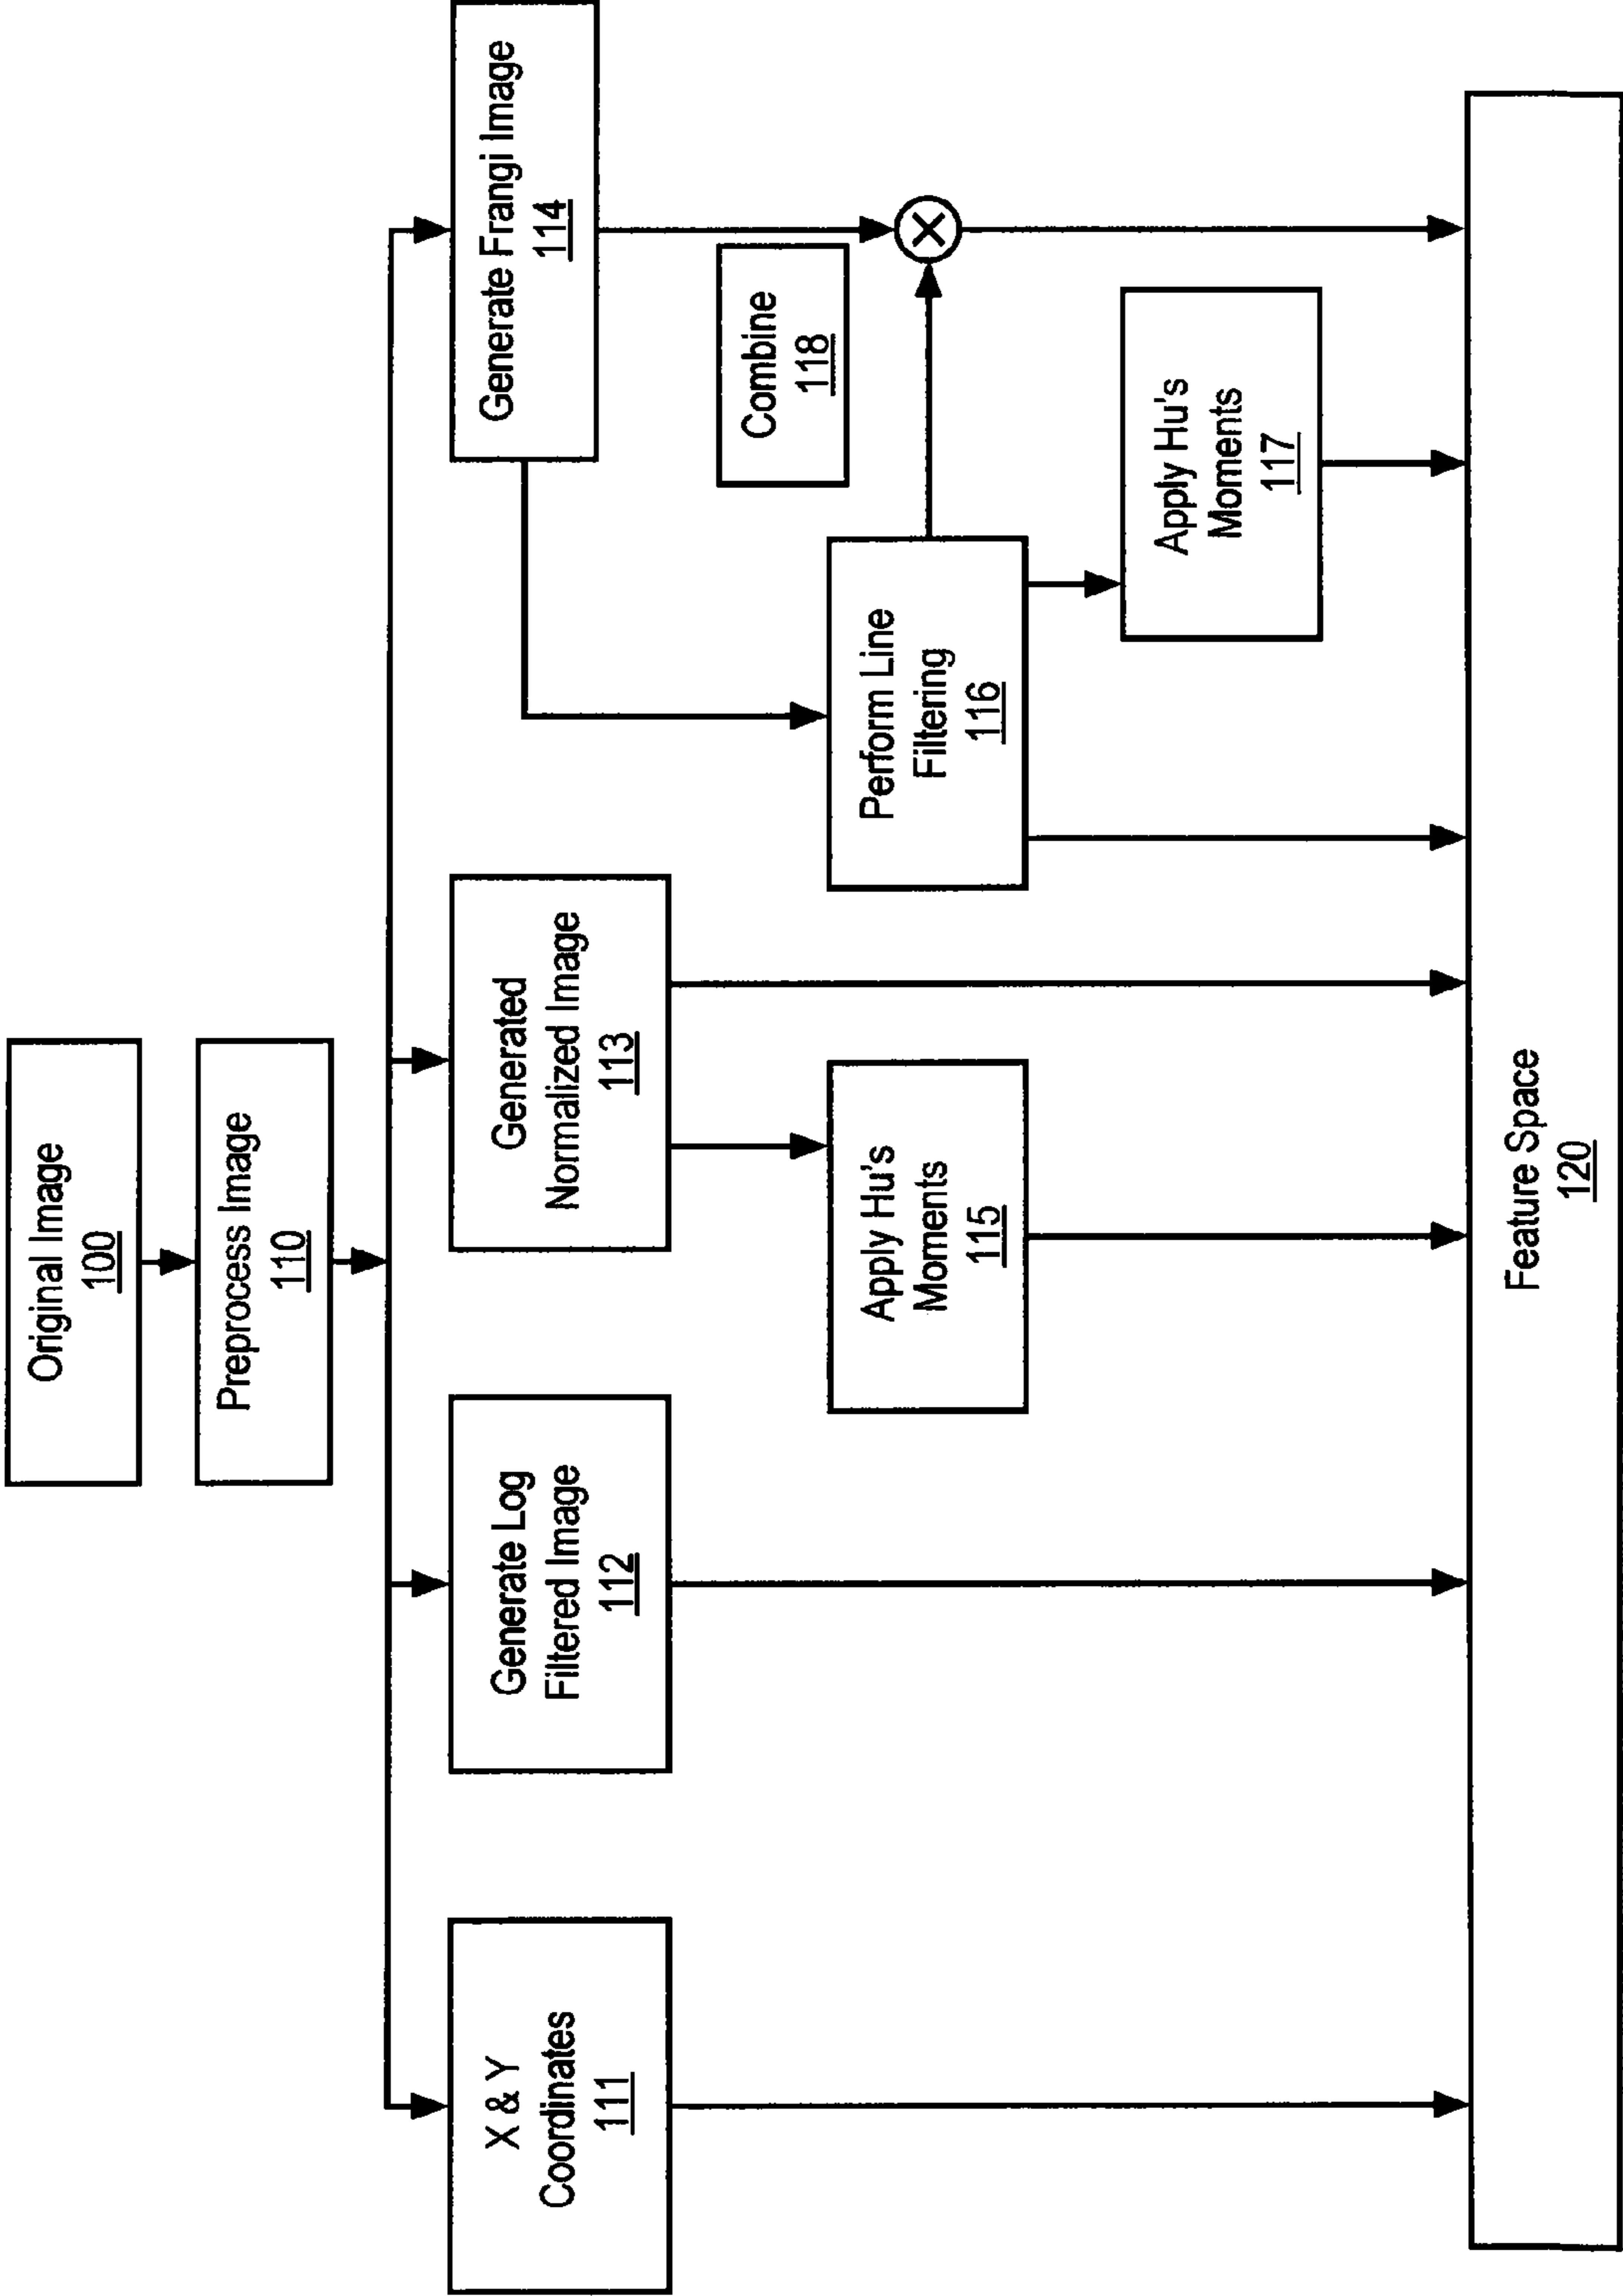 Original Image
100
Preprocess Image
110
X & Y
Coordinates
111
Generate Log
Filtered Image
112
Generated
Normalized Image
113
Generate Frangi Image
114
Combine
118
Apply Hu's
Moments
115
Perform Line
Filtering
116
Apply Hu's
Moments
117
Feature Space
120